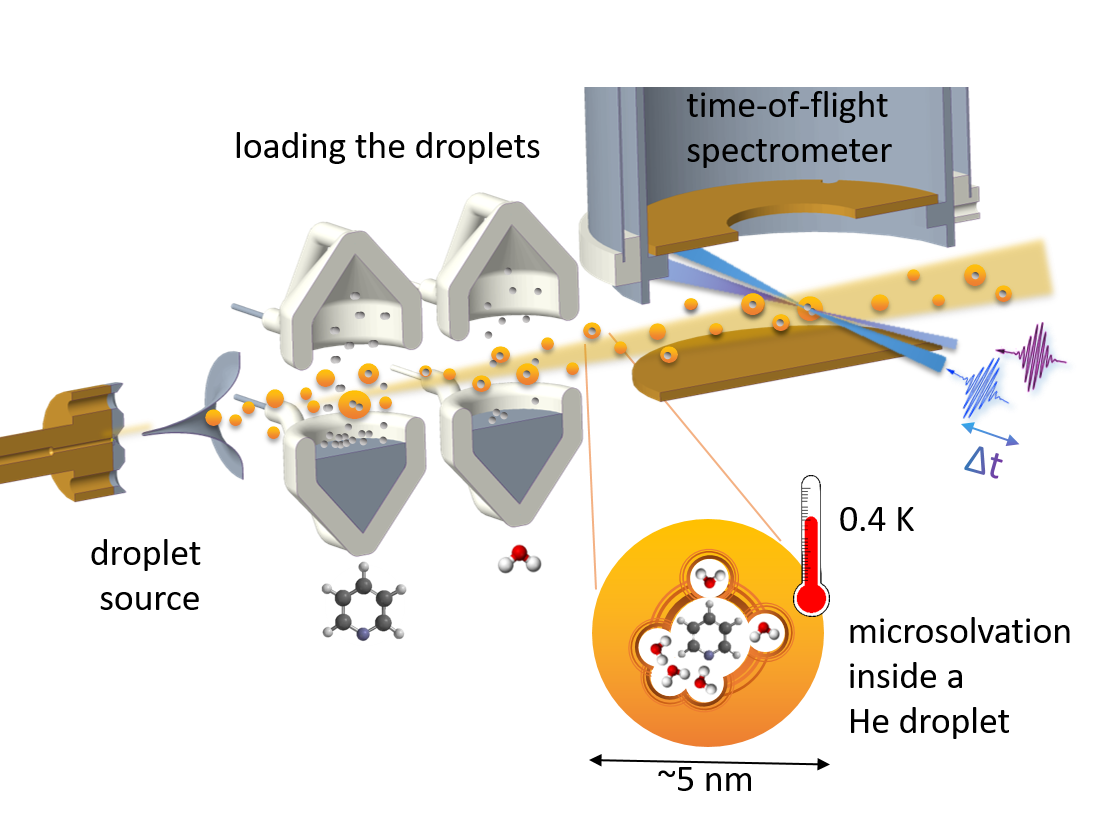 time-of-flight
spectrometer
loading the droplets
Δt
0.4 K
droplet
source
microsolvation
inside a
He droplet
~5 nm